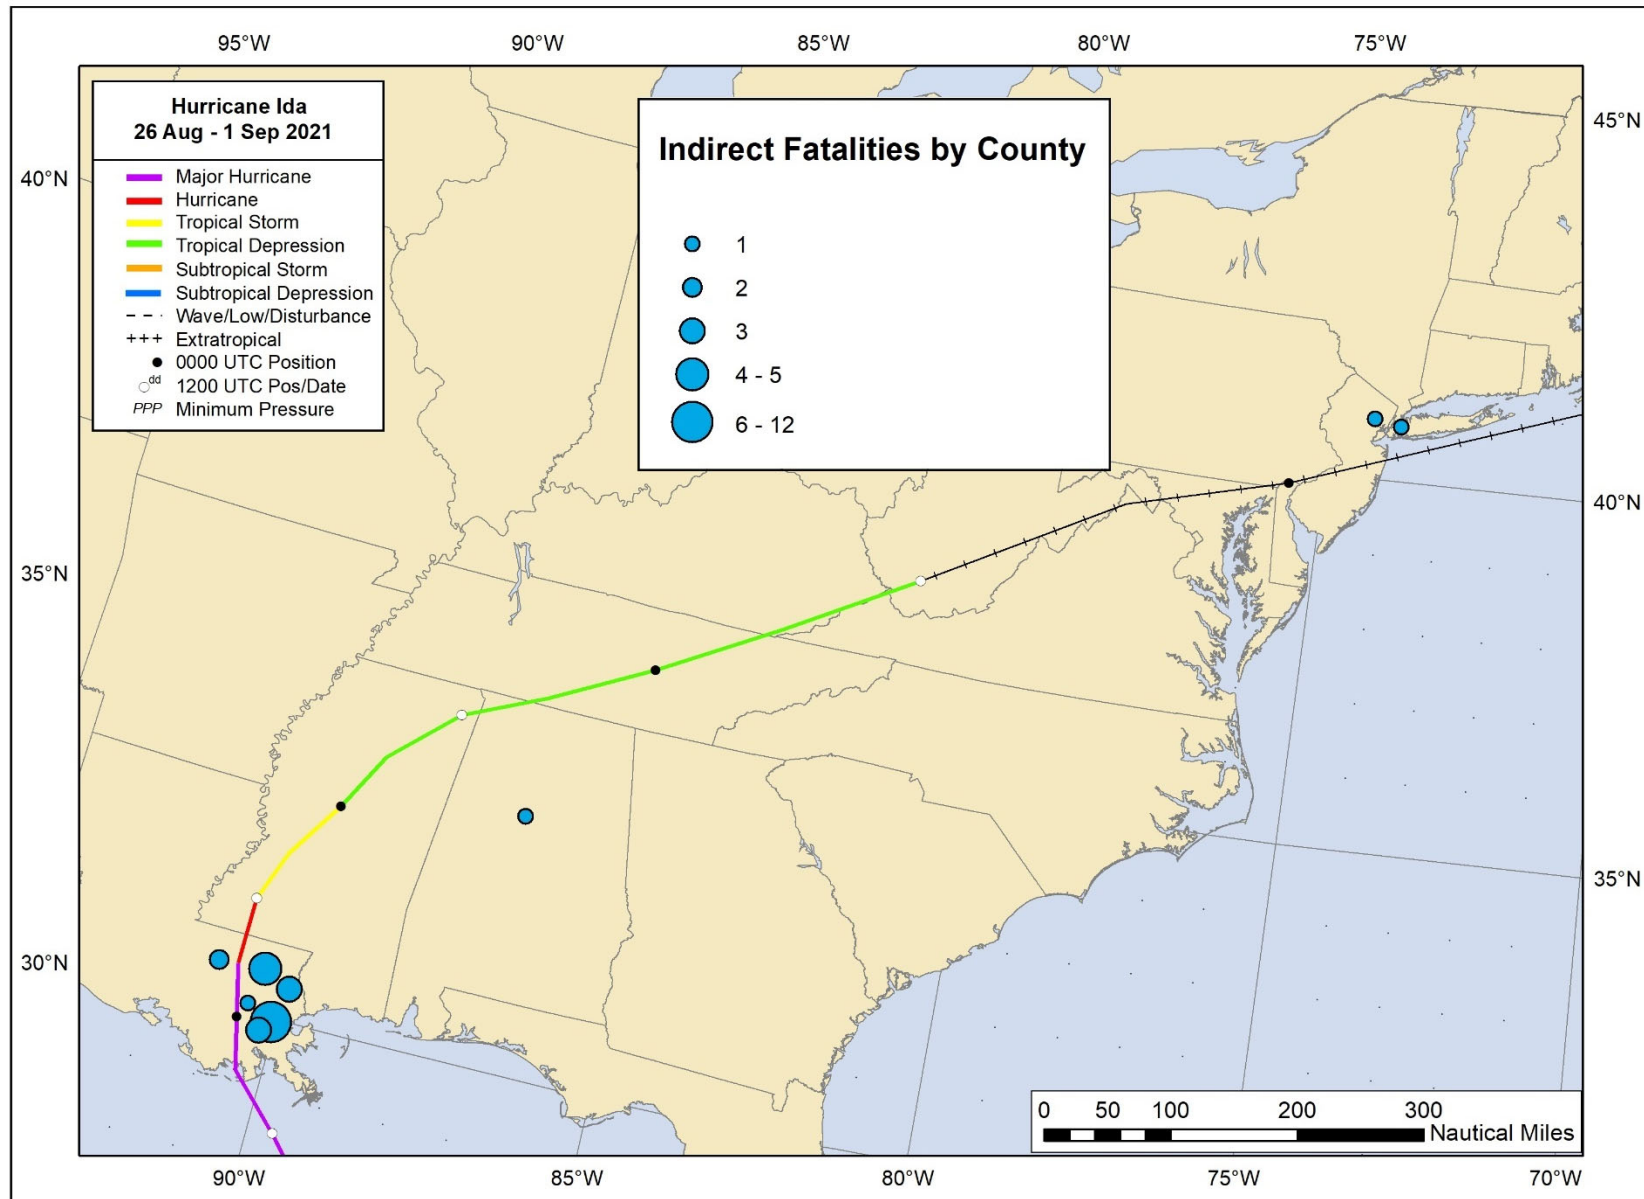 95°W 90°W 85°W 80°W 75°W
Hurricane Ida
26 Aug - 1 Sep 2021
Major Hurricane
Hurricane
Tropical Storm
Tropical Depression
Subtropical Storm
Subtropical Depression
Wave/Low/Disturbance
Extratropical
0000 UTC Position
dd 1200 UTC Pos/Date
PPP Minimum Pressure
Indirect Fatalities by County
1
2
3
4 - 5
6 - 12
40°N
35°N
30°N
45°N
40°N
35°N
0 50 100 200 300
Nautical Miles
90°W 85°W 80°W 75°W 70°W